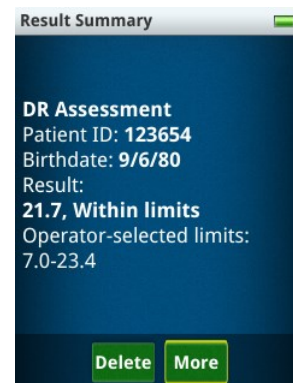 Result Summary
DR Assessment
Patient ID: 123654
Birthdate: 9/6/80
Result:
21.7, Within limits
Operator-selected limits:
7.0-23.4
Delete More